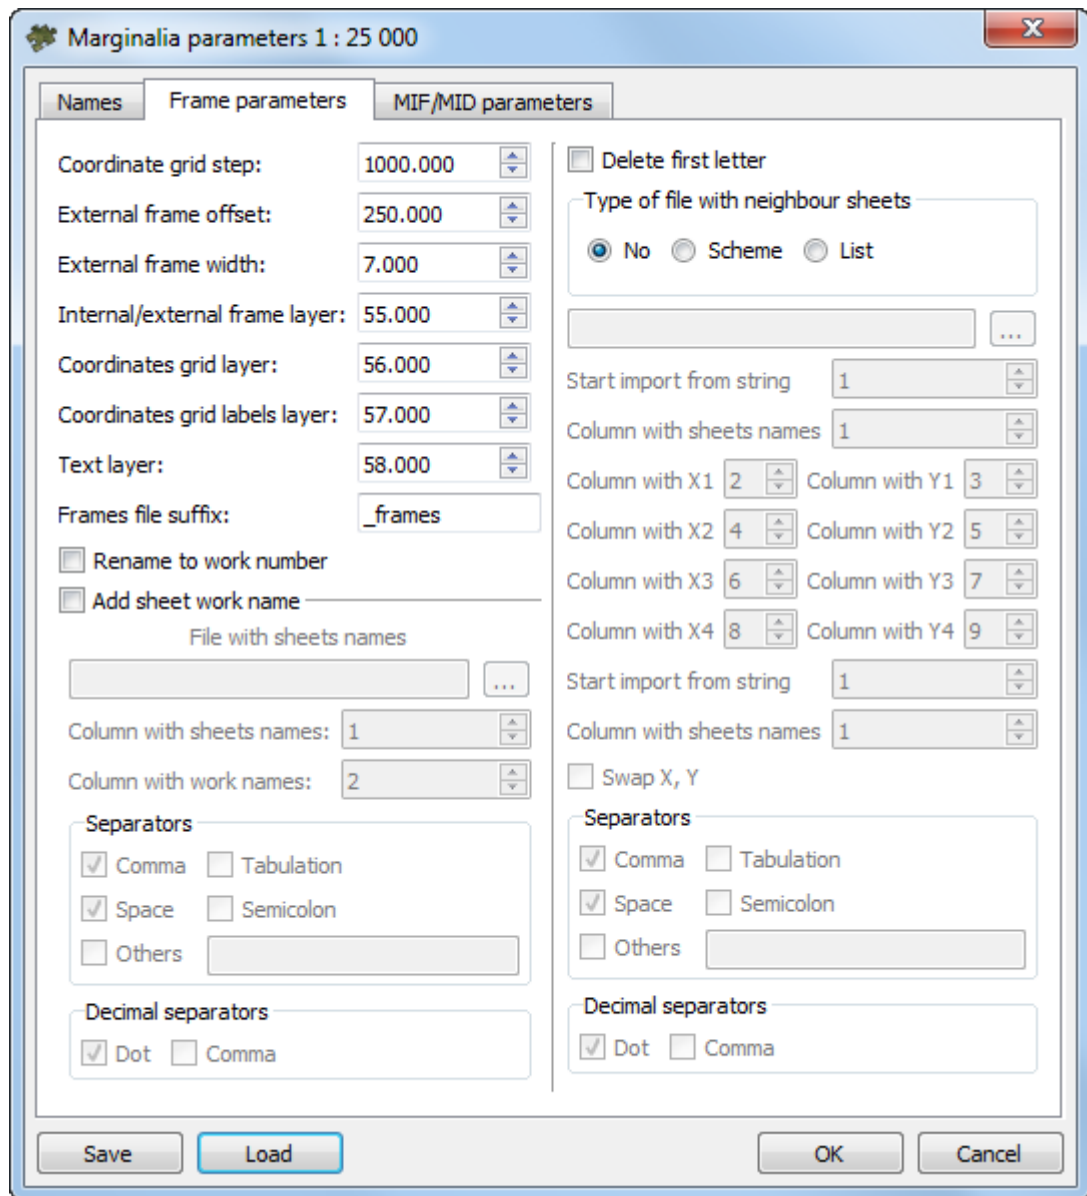 Marginalia parameters 1 : 25 000
Names Frame parameters MIF/MID parameters
Coordinate grid step: 1000.000
External frame offset: 250.000
External frame width: 7.000
Internal/external frame layer: 55.000
Coordinates grid layer: 56.000
Coordinates grid labels layer: 57.000
Text layer: 58.000
Frames file suffix: _frames
Rename to work number
Add sheet work name
File with sheets names
...
Column with sheets names: 1
Column with work names: 2
Separators
Comma Tabulation
Space Semicolon
Others
Decimal separators
Dot Comma
Delete first letter
Type of file with neighbour sheets
No Scheme List
...
Start import from string 1
Column with sheets names 1
Column with X1 2 Column with Y1 3
Column with X2 4 Column with Y2 5
Column with X3 6 Column with Y3 7
Column with X4 8 Column with Y4 9
Start import from string 1
Column with sheets names 1
Swap X, Y
Separators
Comma Tabulation
Space Semicolon
Others
Decimal separators
Dot Comma
Save Load OK Cancel